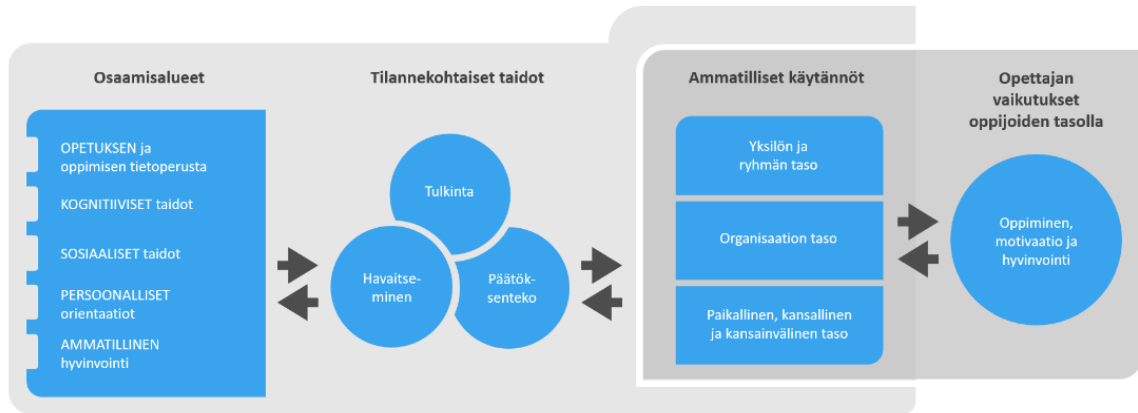 Osaamisalueet
OPETUKSEN ja
oppimisen tietoperusta
KOGNITIIVISET taidot
SOSIAALISET taidot
PERSOONALLISET
orientaatiot
AMMATILLINEN
hyvinvointi
Tilannekohtaiset taidot
Tulkinta
Havaitse-
minen
Päätök-
senteko
Ammatilliset käytännöt
Yksilön ja
ryhmän taso
Organisaation taso
Paikallinen, kansallinen
ja kansainvälinen taso
Opettajan
vaikutukset
oppijoiden tasolla
Oppiminen,
motivaatio ja
hyvinvointi